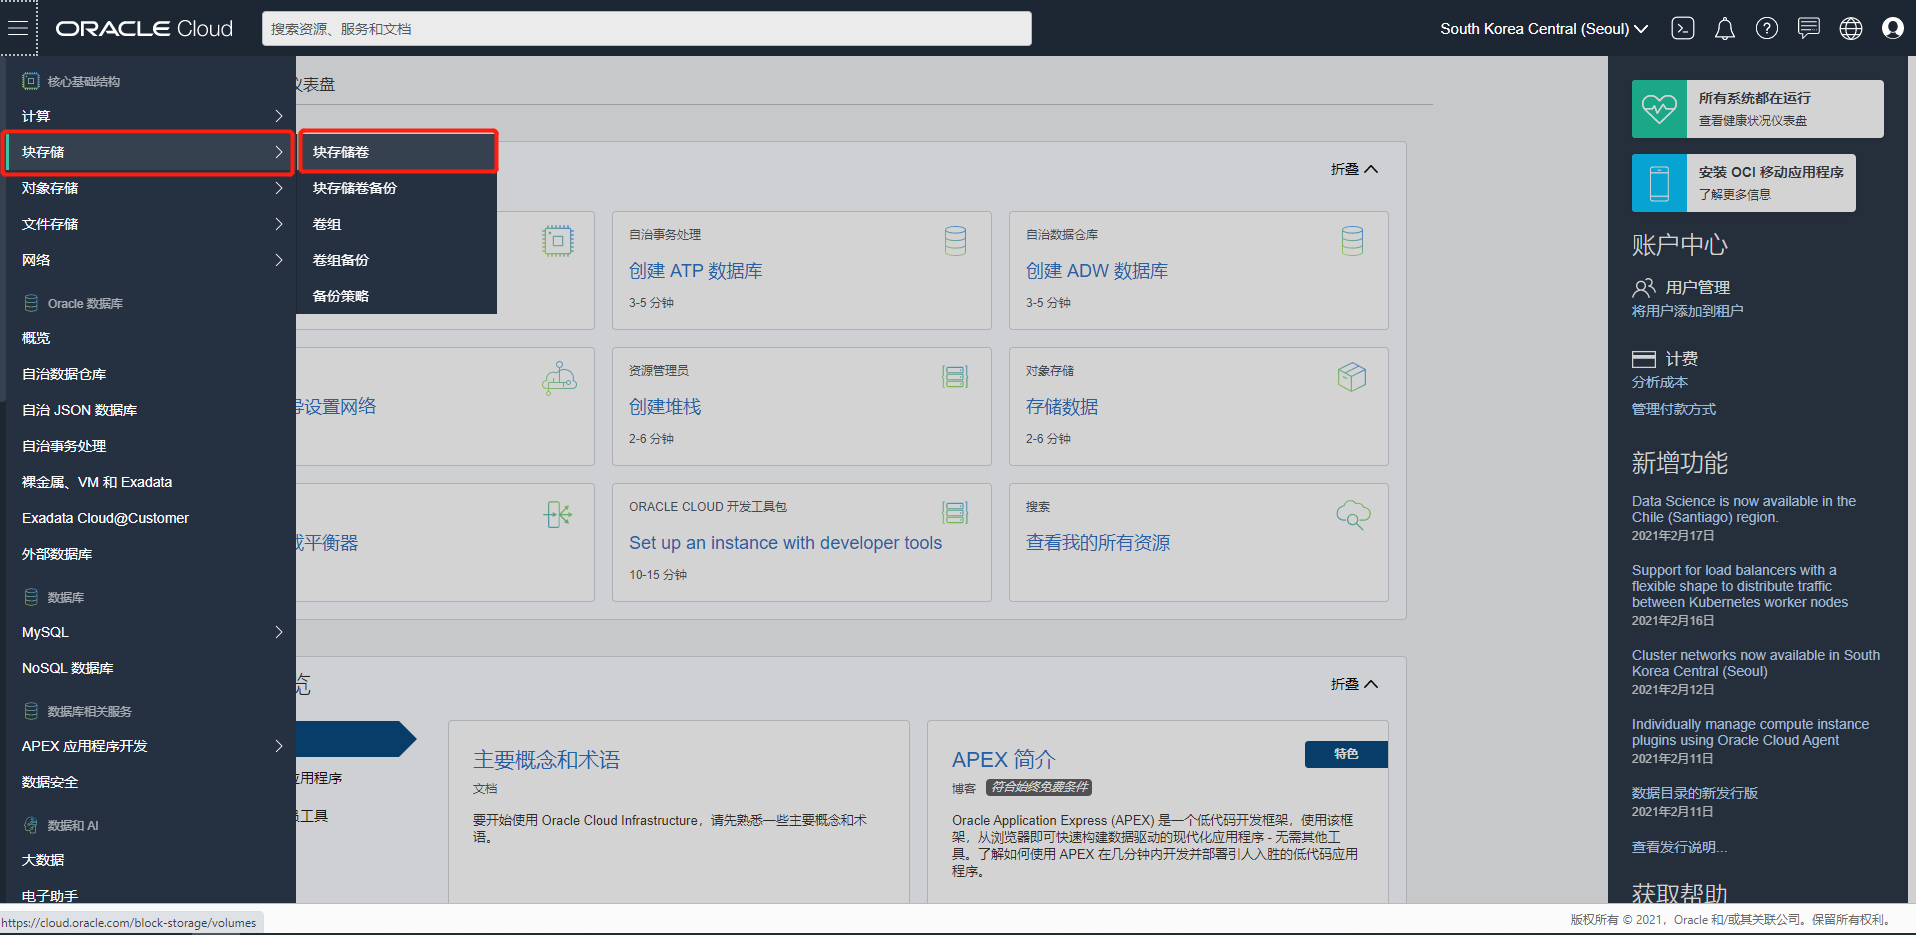 ORACLE Cloud
搜索资源、服务和文档
South Korea Central (Seoul)
核心基础结构
计算
块存储
对象存储
文件存储
网络
Oracle 数据库
概览
自治数据仓库
自治 JSON 数据库
自治事务处理
裸金属、VM 和 Exadata
Exadata Cloud@Customer
外部数据库
数据库
MySQL
NoSQL 数据库
数据库相关服务
APEX 应用程序开发
数据安全
数据和 AI
大数据
电子助手
块存储卷
块存储卷备份
卷组
卷组备份
备份策略
表盘
折叠
自治事务处理
创建 ATP 数据库
3-5 分钟
自治数据仓库
创建 ADW 数据库
3-5 分钟
设置网络
资源管理员
创建堆栈
2-6 分钟
对象存储
存储数据
2-6 分钟
平衡器
ORACLE CLOUD 开发工具包
Set up an instance with developer tools
10-15 分钟
搜索
查看我的所有资源
折叠
用程序
工具
主要概念和术语
文档
要开始使用 Oracle Cloud Infrastructure，请先熟悉一些主要概念和术
语。
APEX 简介
特色
博客 符合始终免费条件
Oracle Application Express (APEX) 是一个低代码开发框架，使用该框
架，从浏览器即可快速构建数据驱动的现代化应用程序 - 无需其他工
具。了解如何使用 APEX 在几分钟内开发并部署引人入胜的低代码应用
程序。
所有系统都在运行
查看健康状况仪表盘
安装 OCI 移动应用程序
了解更多信息
账户中心
用户管理
将用户添加到租户
计费
分析成本
管理付款方式
新增功能
Data Science is now available in the
Chile (Santiago) region.
2021年2月17日
Support for load balancers with a
flexible shape to distribute traffic
between Kubernetes worker nodes
2021年2月16日
Cluster networks now available in South
Korea Central (Seoul)
2021年2月12日
Individually manage compute instance
plugins using Oracle Cloud Agent
2021年2月11日
数据目录的新发行版
2021年2月11日
查看发行说明...
获取帮助
https://cloud.oracle.com/block-storage/volumes
版权所有 © 2021，Oracle 和/或其关联公司。保留所有权利。